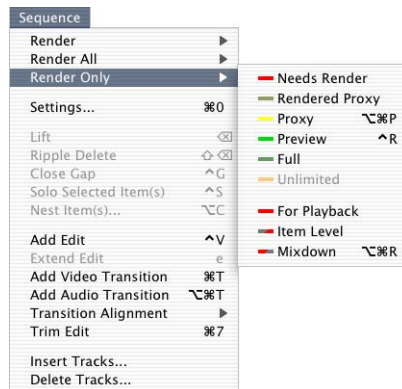 Sequence
Render ▶
Render All ▶
Render Only ▶
Settings... ⌘0
Lift ⌫
Ripple Delete ⇧⌫
Close Gap ^G
Solo Selected Item(s) ^S
Nest Item(s)... ⌥C
Add Edit ^V
Extend Edit e
Add Video Transition ⌘T
Add Audio Transition ⌥⌘T
Transition Alignment ▶
Trim Edit ⌘7
Insert Tracks...
Delete Tracks...
Needs Render
Rendered Proxy
Proxy ⌥⌘P
Preview ^R
Full
Unlimited
For Playback
Item Level
Mixdown ⌥⌘R